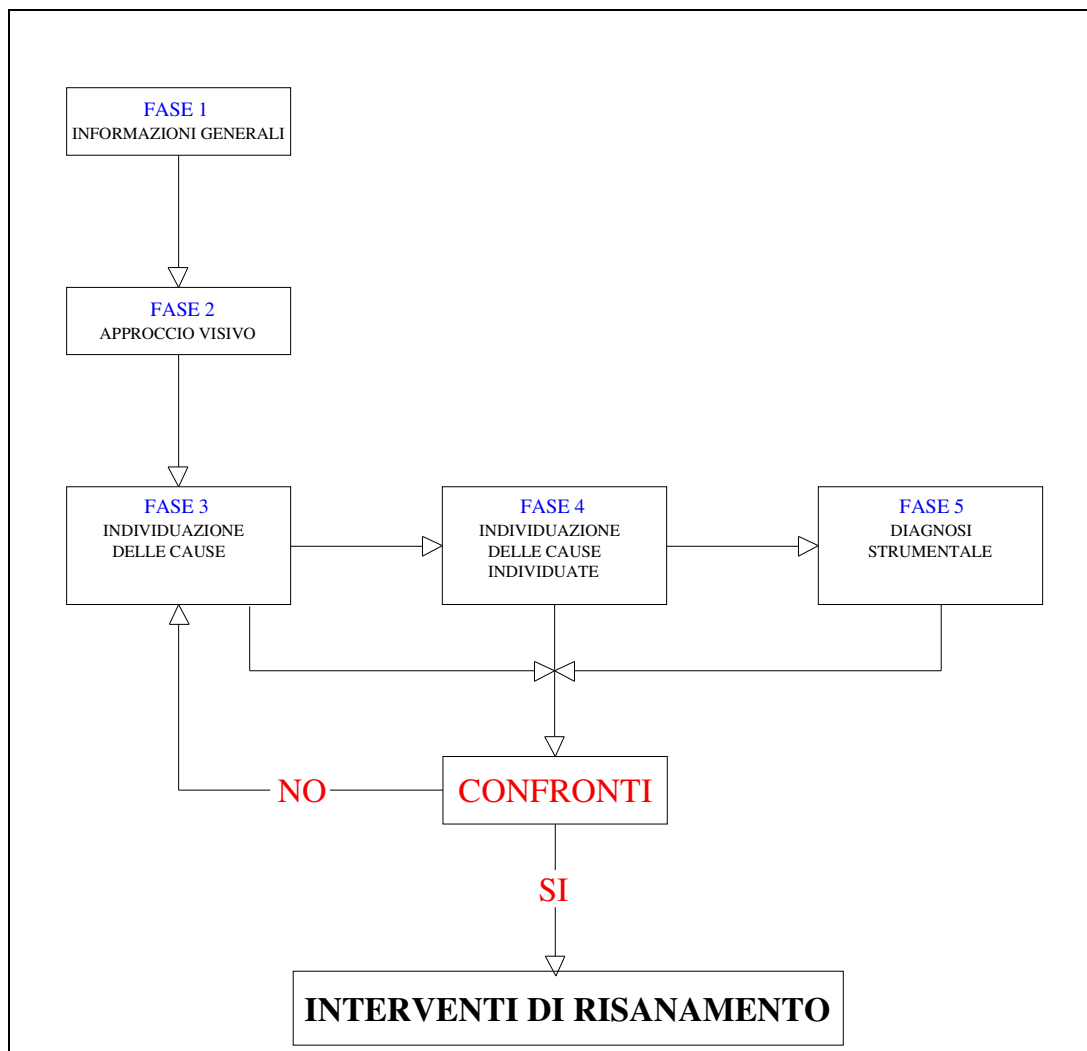 FASE 1
INFORMAZIONI GENERALI
FASE 2
APPROCCIO VISIVO
FASE 3
INDIVIDUAZIONE
DELLE CAUSE
FASE 4
INDIVIDUAZIONE
DELLE CAUSE
INDIVIDUATE
FASE 5
DIAGNOSI
STRUMENTALE
NO
CONFRONTI
SI
INTERVENTI DI RISANAMENTO